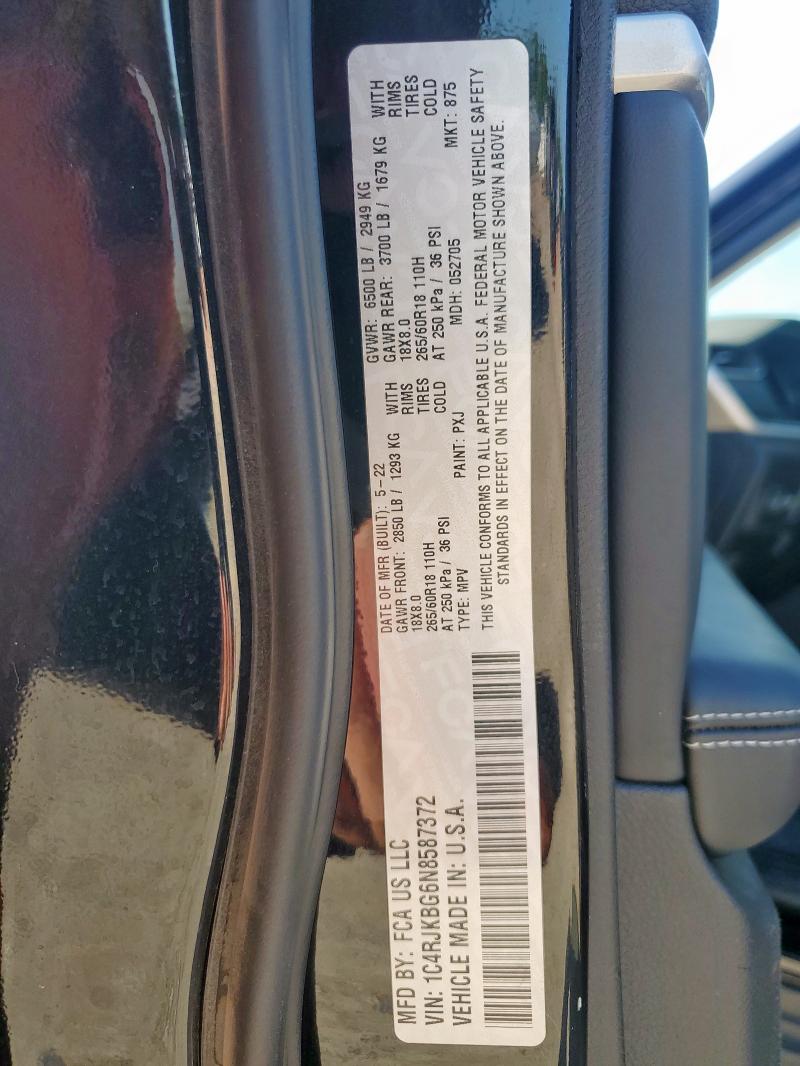 MFD BY: FCA US LLC
VIN: 1C4RJKBG6N8587372
VEHICLE MADE IN: U.S.A.
DATE OF MFR (BUILT): 5-22 GVWR: 6500 LB / 2949 KG
GAWR FRONT: 2850 LB / 1293 KG WITH GAWR REAR: 3700 LB / 1679 KG WITH
18X8.0 RIMS 18X8.0 RIMS
265/60R18 110H TIRES 265/60R18 110H TIRES
AT 250 kPa / 36 PSI COLD AT 250 kPa / 36 PSI COLD
TYPE: MPV PAINT: PXJ MDH: 052705 MKT: 875
THIS VEHICLE CONFORMS TO ALL APPLICABLE U.S.A. FEDERAL MOTOR VEHICLE SAFETY
STANDARDS IN EFFECT ON THE DATE OF MANUFACTURE SHOWN ABOVE.